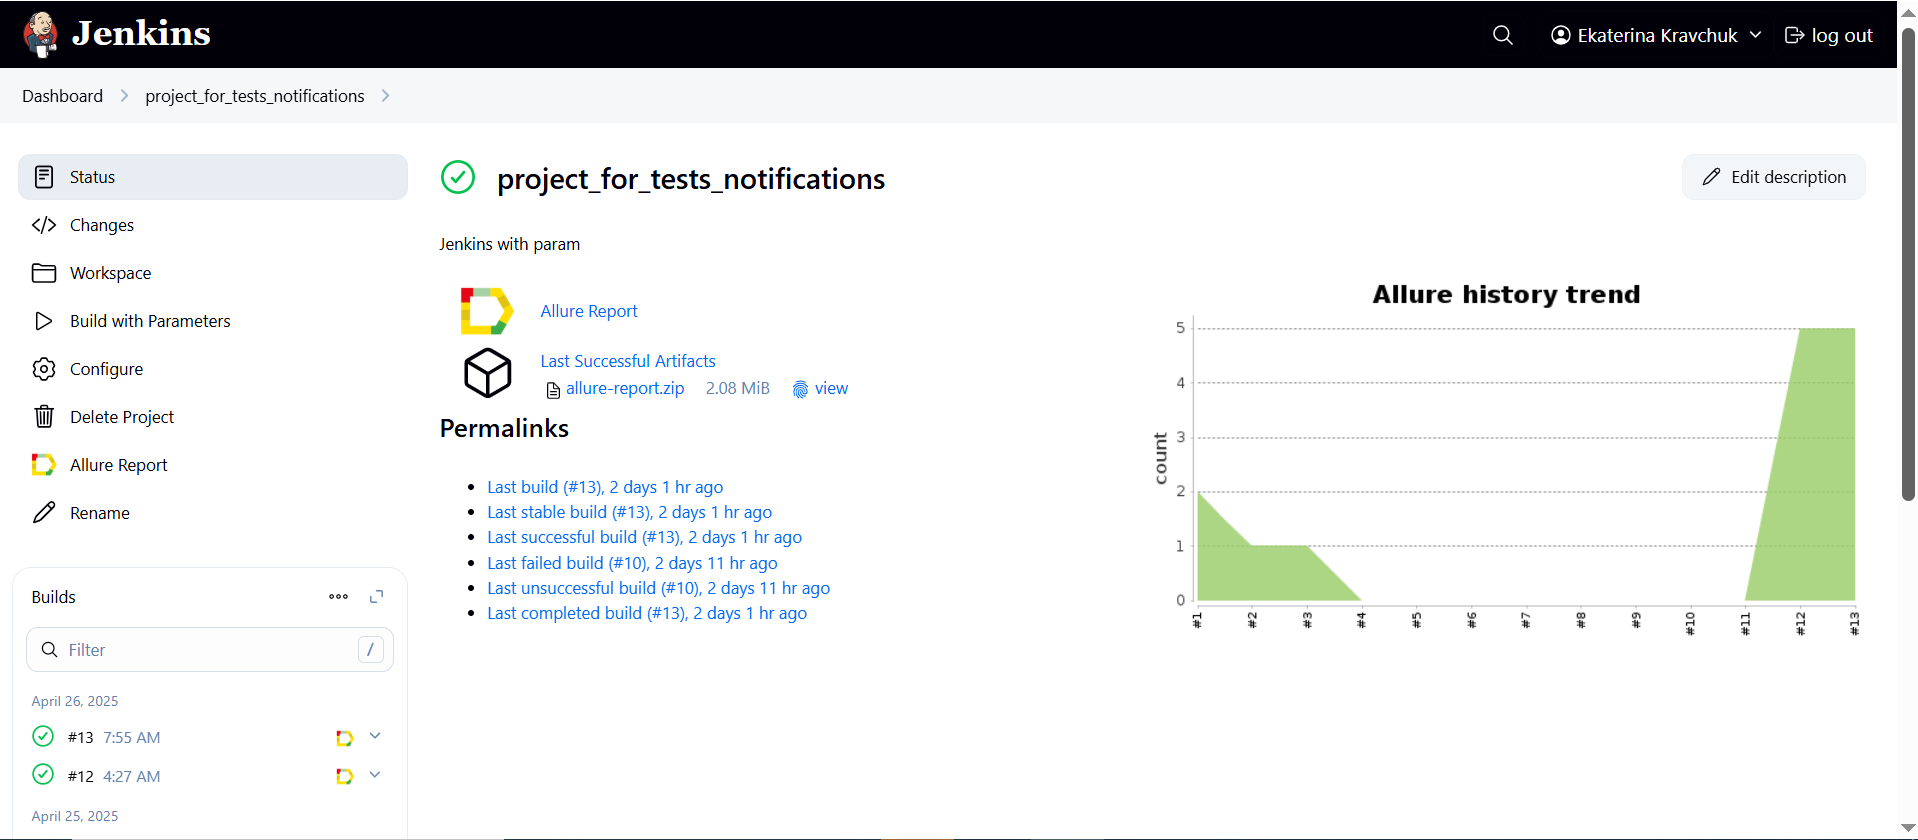 Jenkins
Ekaterina Kravchuk
log out
Dashboard
project_for_tests_notifications
Status
Changes
Workspace
Build with Parameters
Configure
Delete Project
Allure Report
Rename
Builds
Filter
/
April 26, 2025
#13 7:55 AM
#12 4:27 AM
April 25, 2025
project_for_tests_notifications
Edit description
Jenkins with param
Allure Report
Last Successful Artifacts
allure-report.zip 2.08 MiB view
Permalinks
Last build (#13), 2 days 1 hr ago
Last stable build (#13), 2 days 1 hr ago
Last successful build (#13), 2 days 1 hr ago
Last failed build (#10), 2 days 11 hr ago
Last unsuccessful build (#10), 2 days 11 hr ago
Last completed build (#13), 2 days 1 hr ago
Allure history trend
count
5
4
3
2
1
0
#1 #2 #3 #4 #5 #6 #7 #8 #9 #10 #11 #12 #13